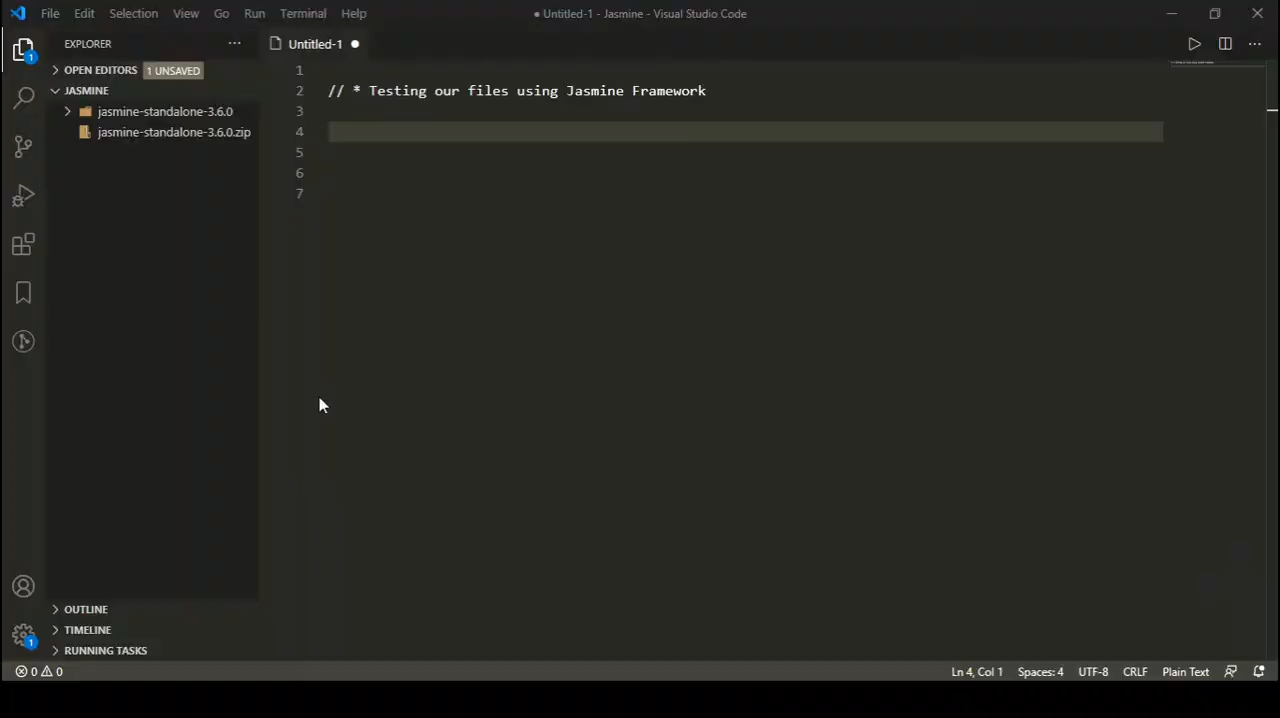 File Edit Selection View Go Run Terminal Help
● Untitled-1 - Jasmine - Visual Studio Code
EXPLORER
Untitled-1
1
OPEN EDITORS
1 UNSAVED
JASMINE
jasmine-standalone-3.6.0
jasmine-standalone-3.6.0.zip
1
2 // * Testing our files using Jasmine Framework
3
4
5
6
7
OUTLINE
TIMELINE
1
RUNNING TASKS
0 0
Ln 4, Col 1 Spaces: 4 UTF-8 CRLF Plain Text